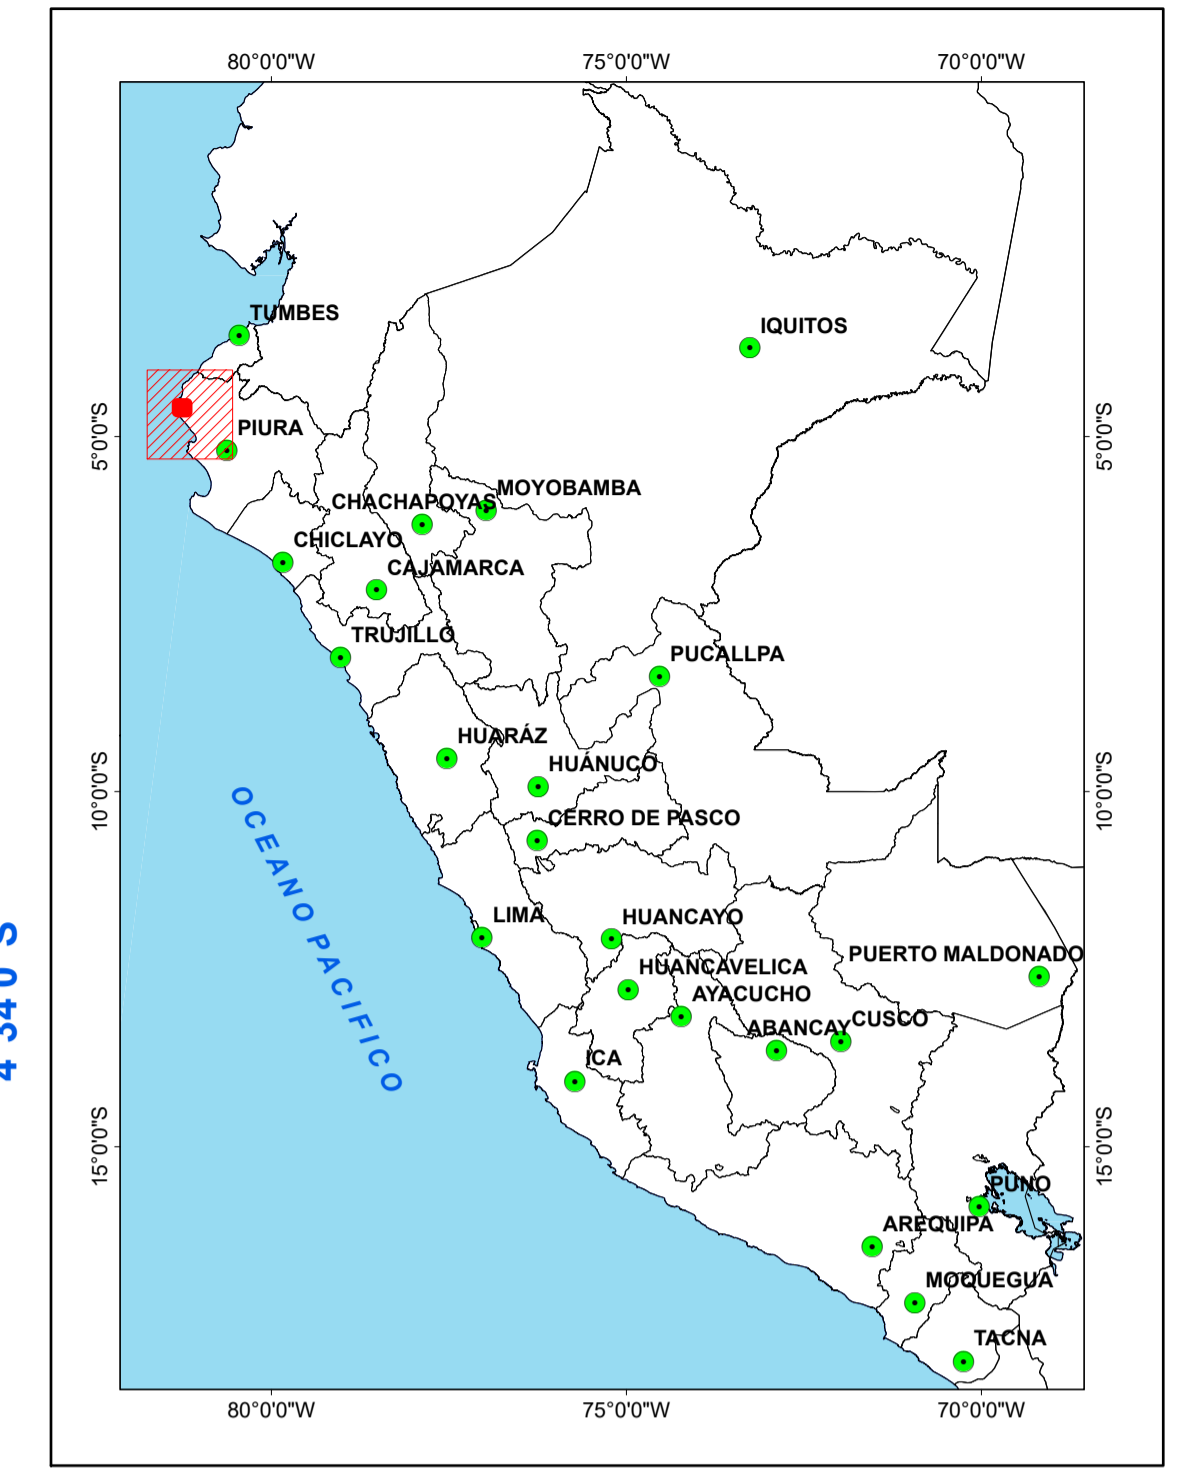 80°0'0"W 75°0'0"W 70°0'0"W
TUMBES
IQUITOS
5°0'0"S
5°0'0"S
PIURA
MOYOBAMBA
CHACHAPOYAS
CHICLAYO
CAJAMARCA
TRUJILLO
PUCALLPA
HUARÁZ
HUÁNUCO
10°0'0"S
10°0'0"S
CERRO DE PASCO
OCEANO PACIFICO
LIMA
HUANCAYO
PUERTO MALDONADO
HUANCAVELICA
AYACUCHO
CUSCO
ABANCAY
ICA
15°0'0"S
15°0'0"S
PUNO
AREQUIPA
MOQUEGUA
TACNA
80°0'0"W 75°0'0"W 70°0'0"W